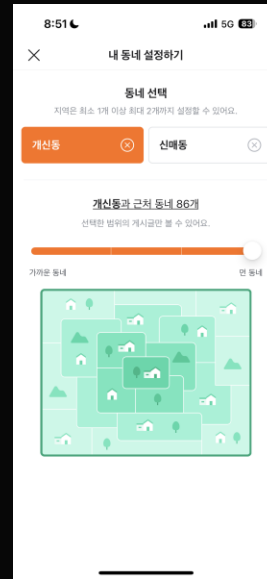 8:51
5G 83
내 동네 설정하기
동네 선택
지역은 최소 1개 이상 최대 2개까지 설정할 수 있어요.
개신동
신매동
개신동과 근처 동네 86개
선택한 범위의 게시글만 볼 수 있어요.
가까운 동네
먼 동네